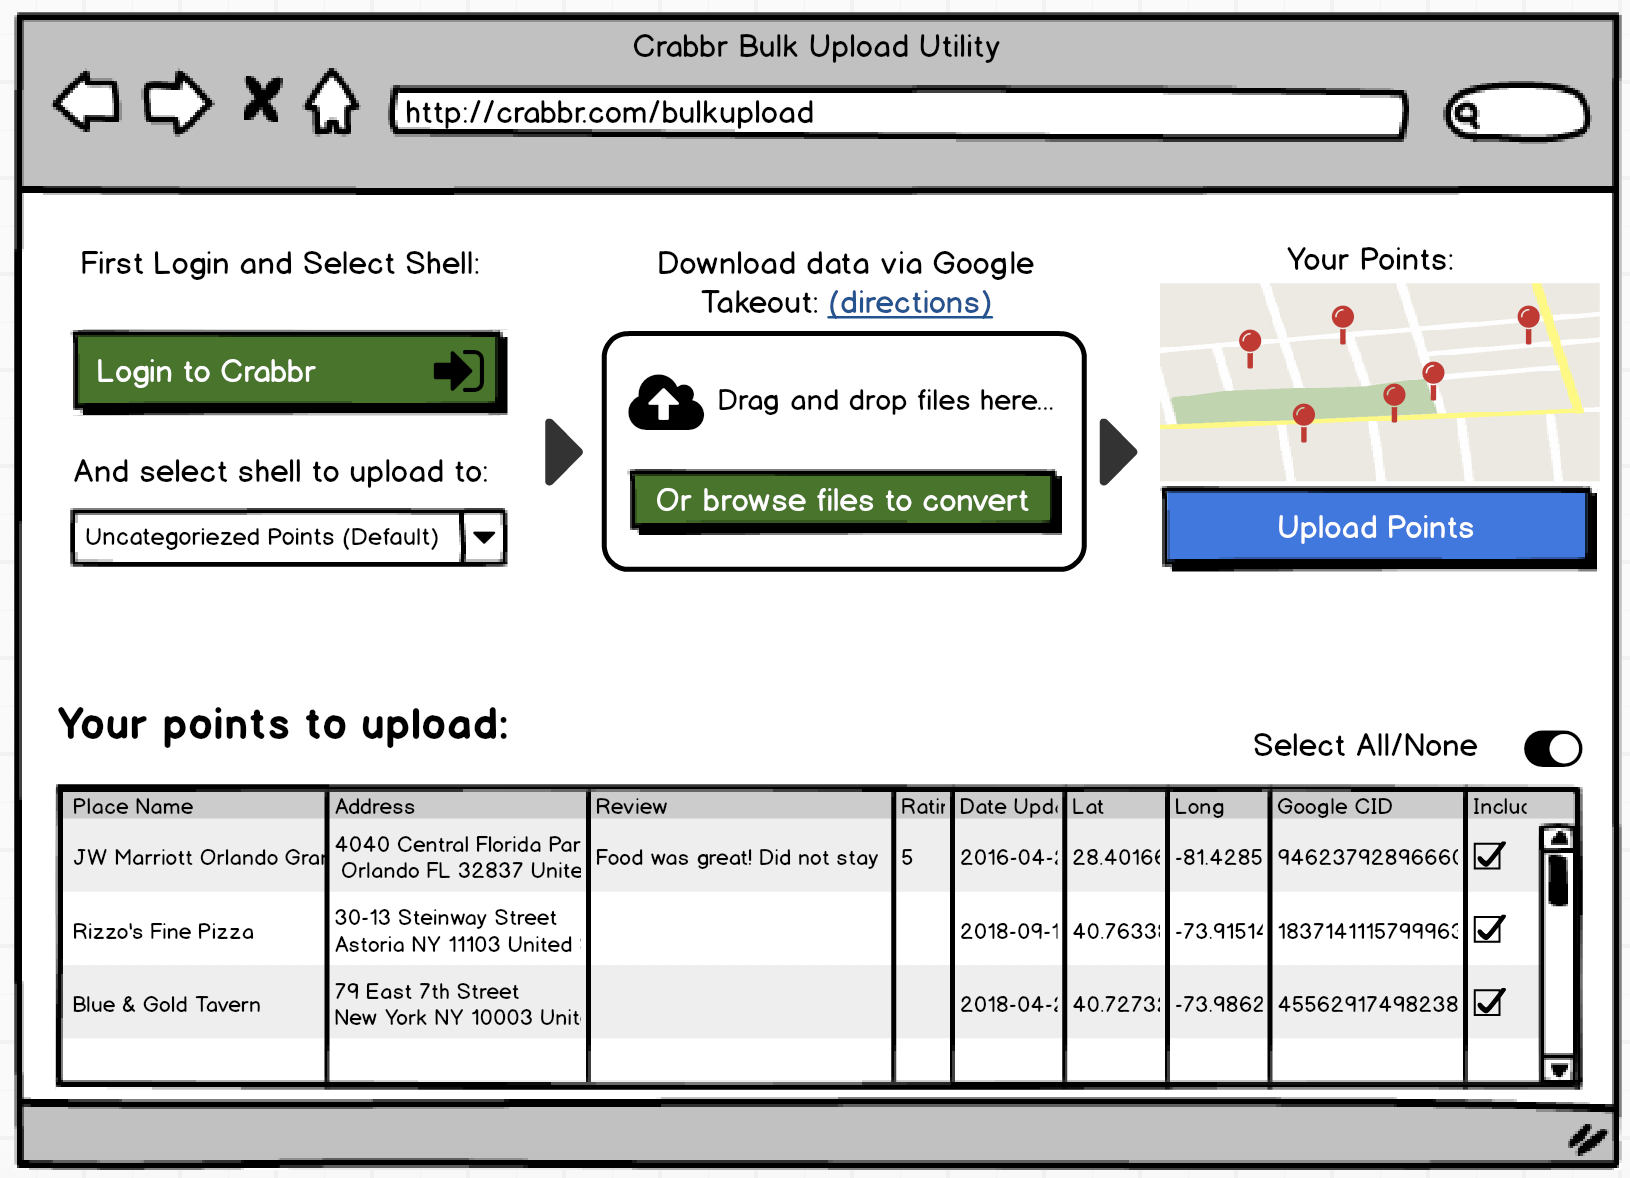 Crabbr Bulk Upload Utility
http://crabbr.com/bulkupload
First Login and Select Shell:
Login to Crabbr
And select shell to upload to:
Uncategoriezed Points (Default)
Download data via Google
Takeout: (directions)
Drag and drop files here...
Or browse files to convert
Your Points:
Upload Points
Your points to upload:
Select All/None
Place Name Address Review Ratin Date Upd Lat Long Google CID Includ
JW Marriott Orlando Gran 4040 Central Florida Par
Orlando FL 32837 Unite Food was great! Did not stay 5 2016-04- 28.40166 -81.4285 94623792896660
Rizzo's Fine Pizza 30-13 Steinway Street
Astoria NY 11103 United 2018-09-1 40.7633 -73.91514 1837141115799963
Blue & Gold Tavern 79 East 7th Street
New York NY 10003 Unit 2018-04- 40.7273 -73.9862 45562917498238